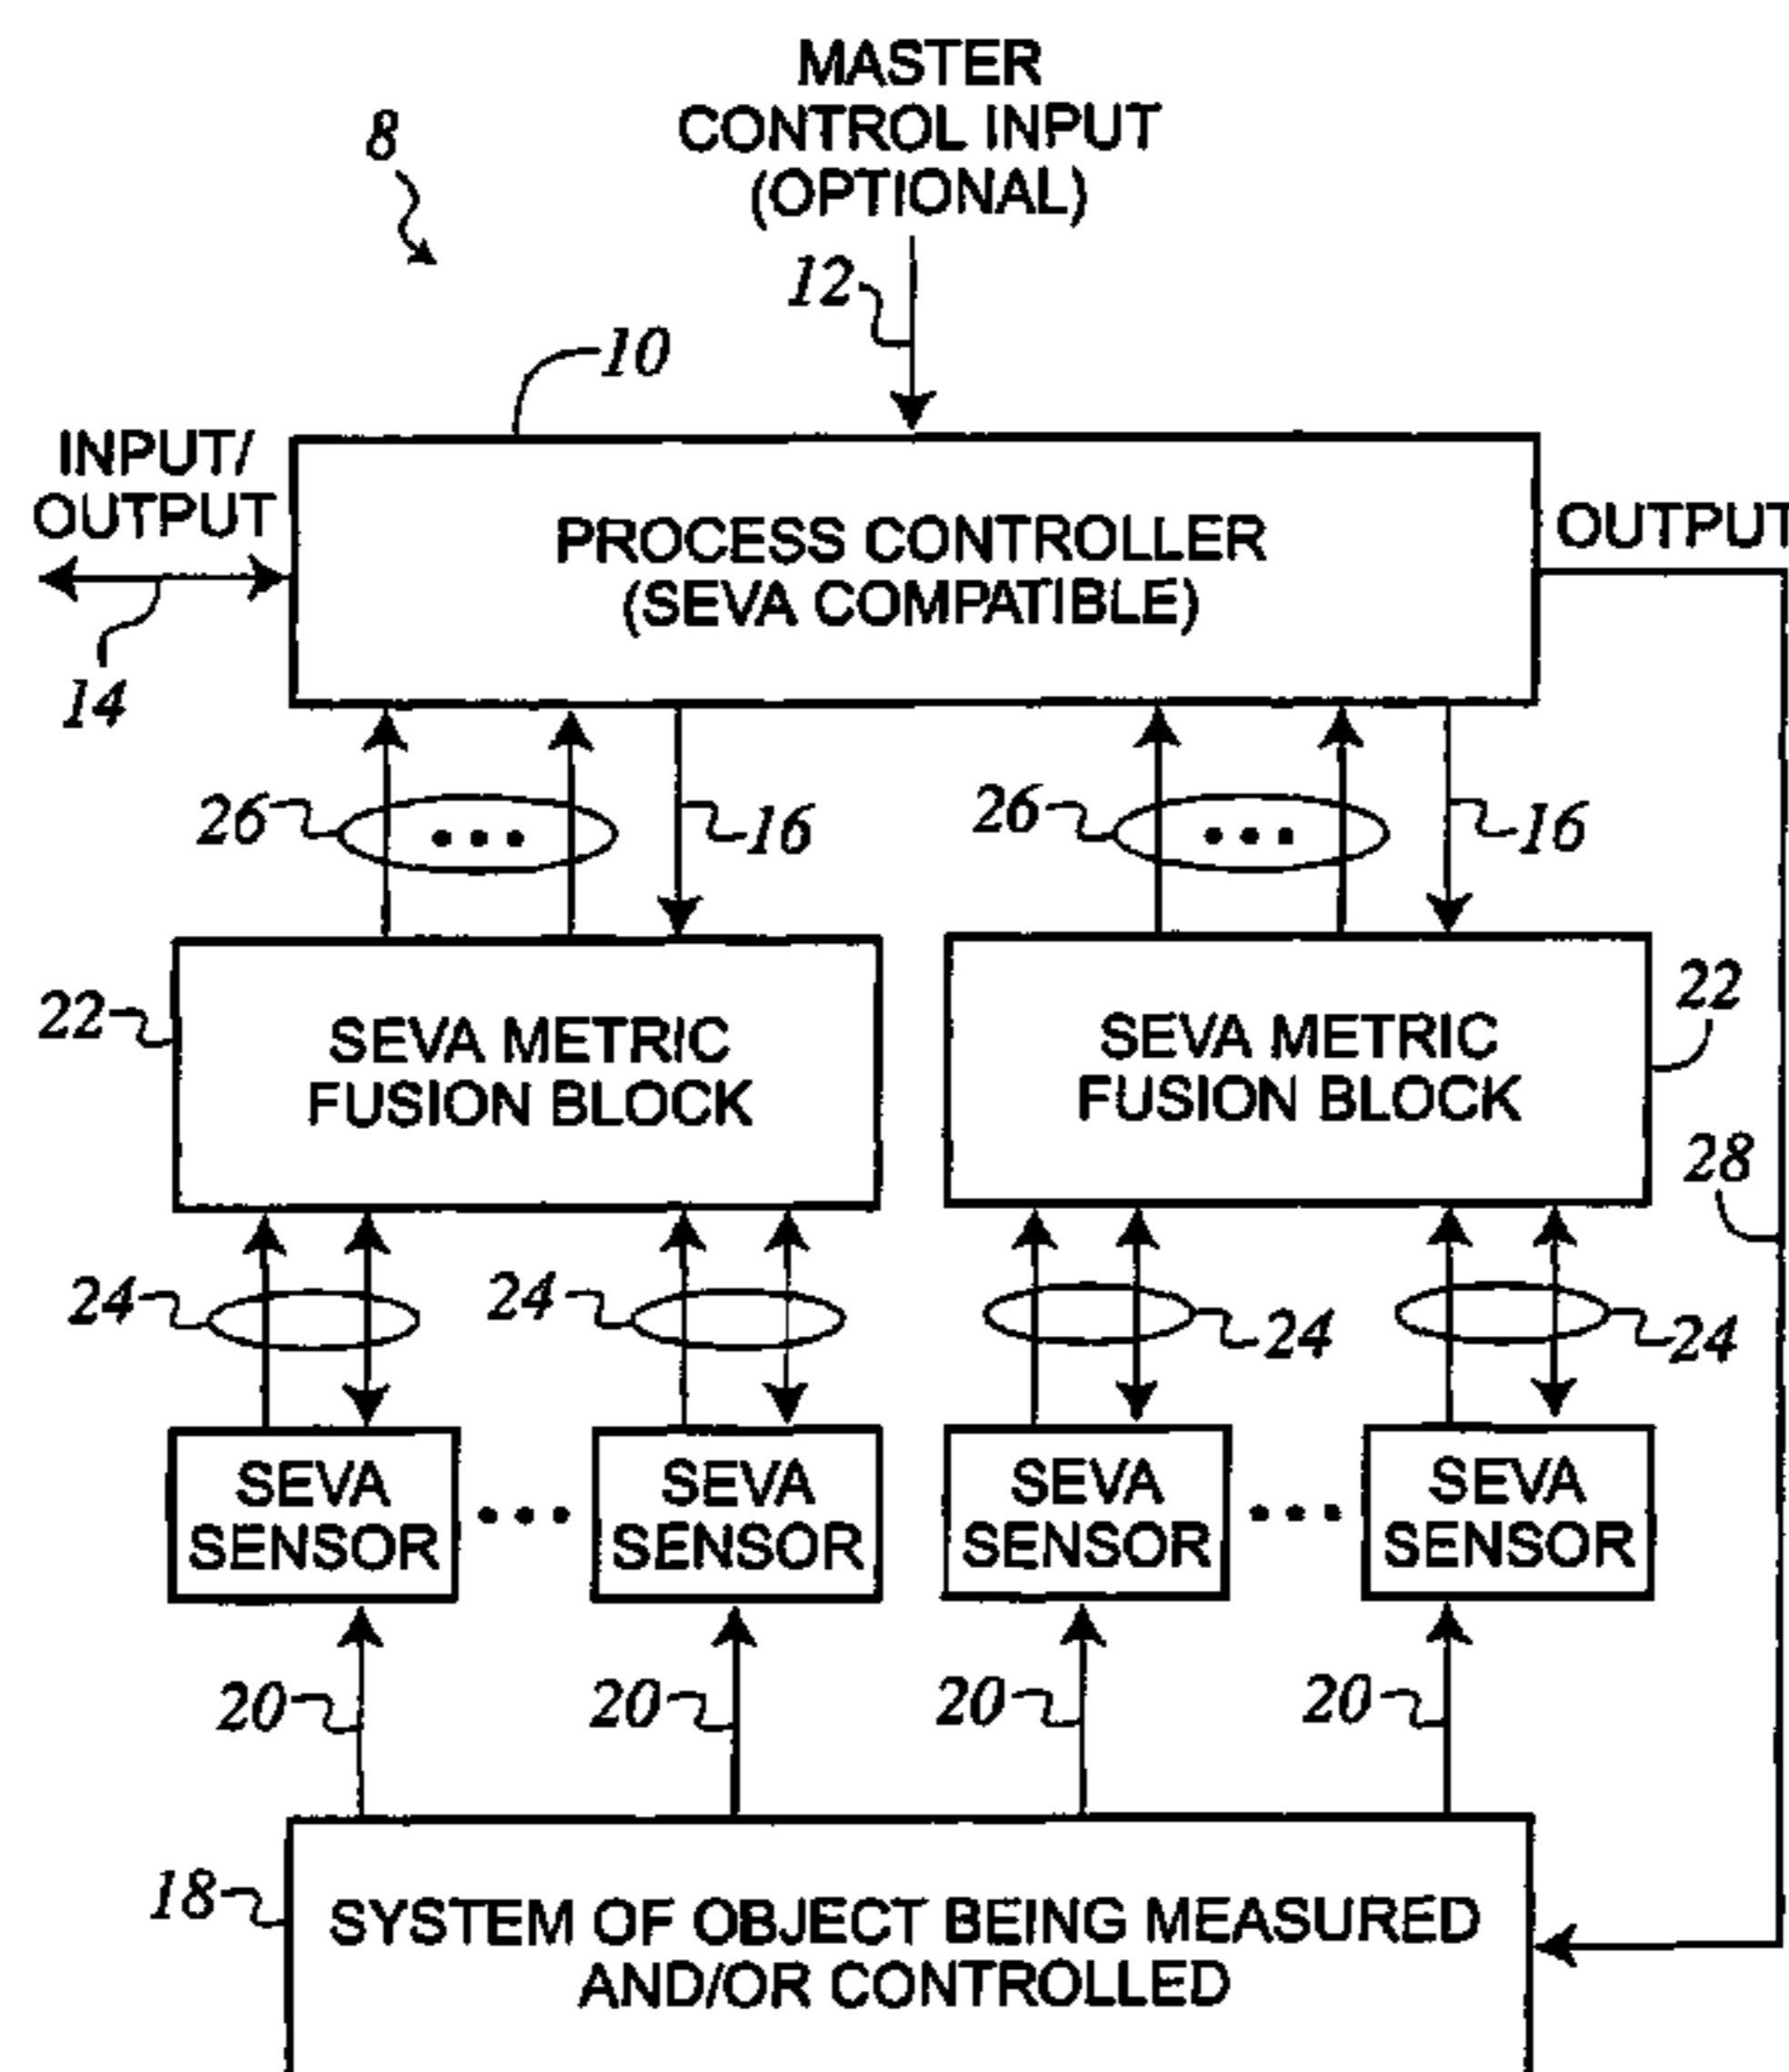 MASTER
CONTROL INPUT
(OPTIONAL)
8
12
10
INPUT/
OUTPUT
PROCESS CONTROLLER
(SEVA COMPATIBLE)
OUTPUT
14
26
16
26
16
22
SEVA METRIC
FUSION BLOCK
SEVA METRIC
FUSION BLOCK
22
28
24
24
24
24
SEVA
SENSOR
SEVA
SENSOR
SEVA
SENSOR
SEVA
SENSOR
20
20
20
20
18
SYSTEM OF OBJECT BEING MEASURED
AND/OR CONTROLLED